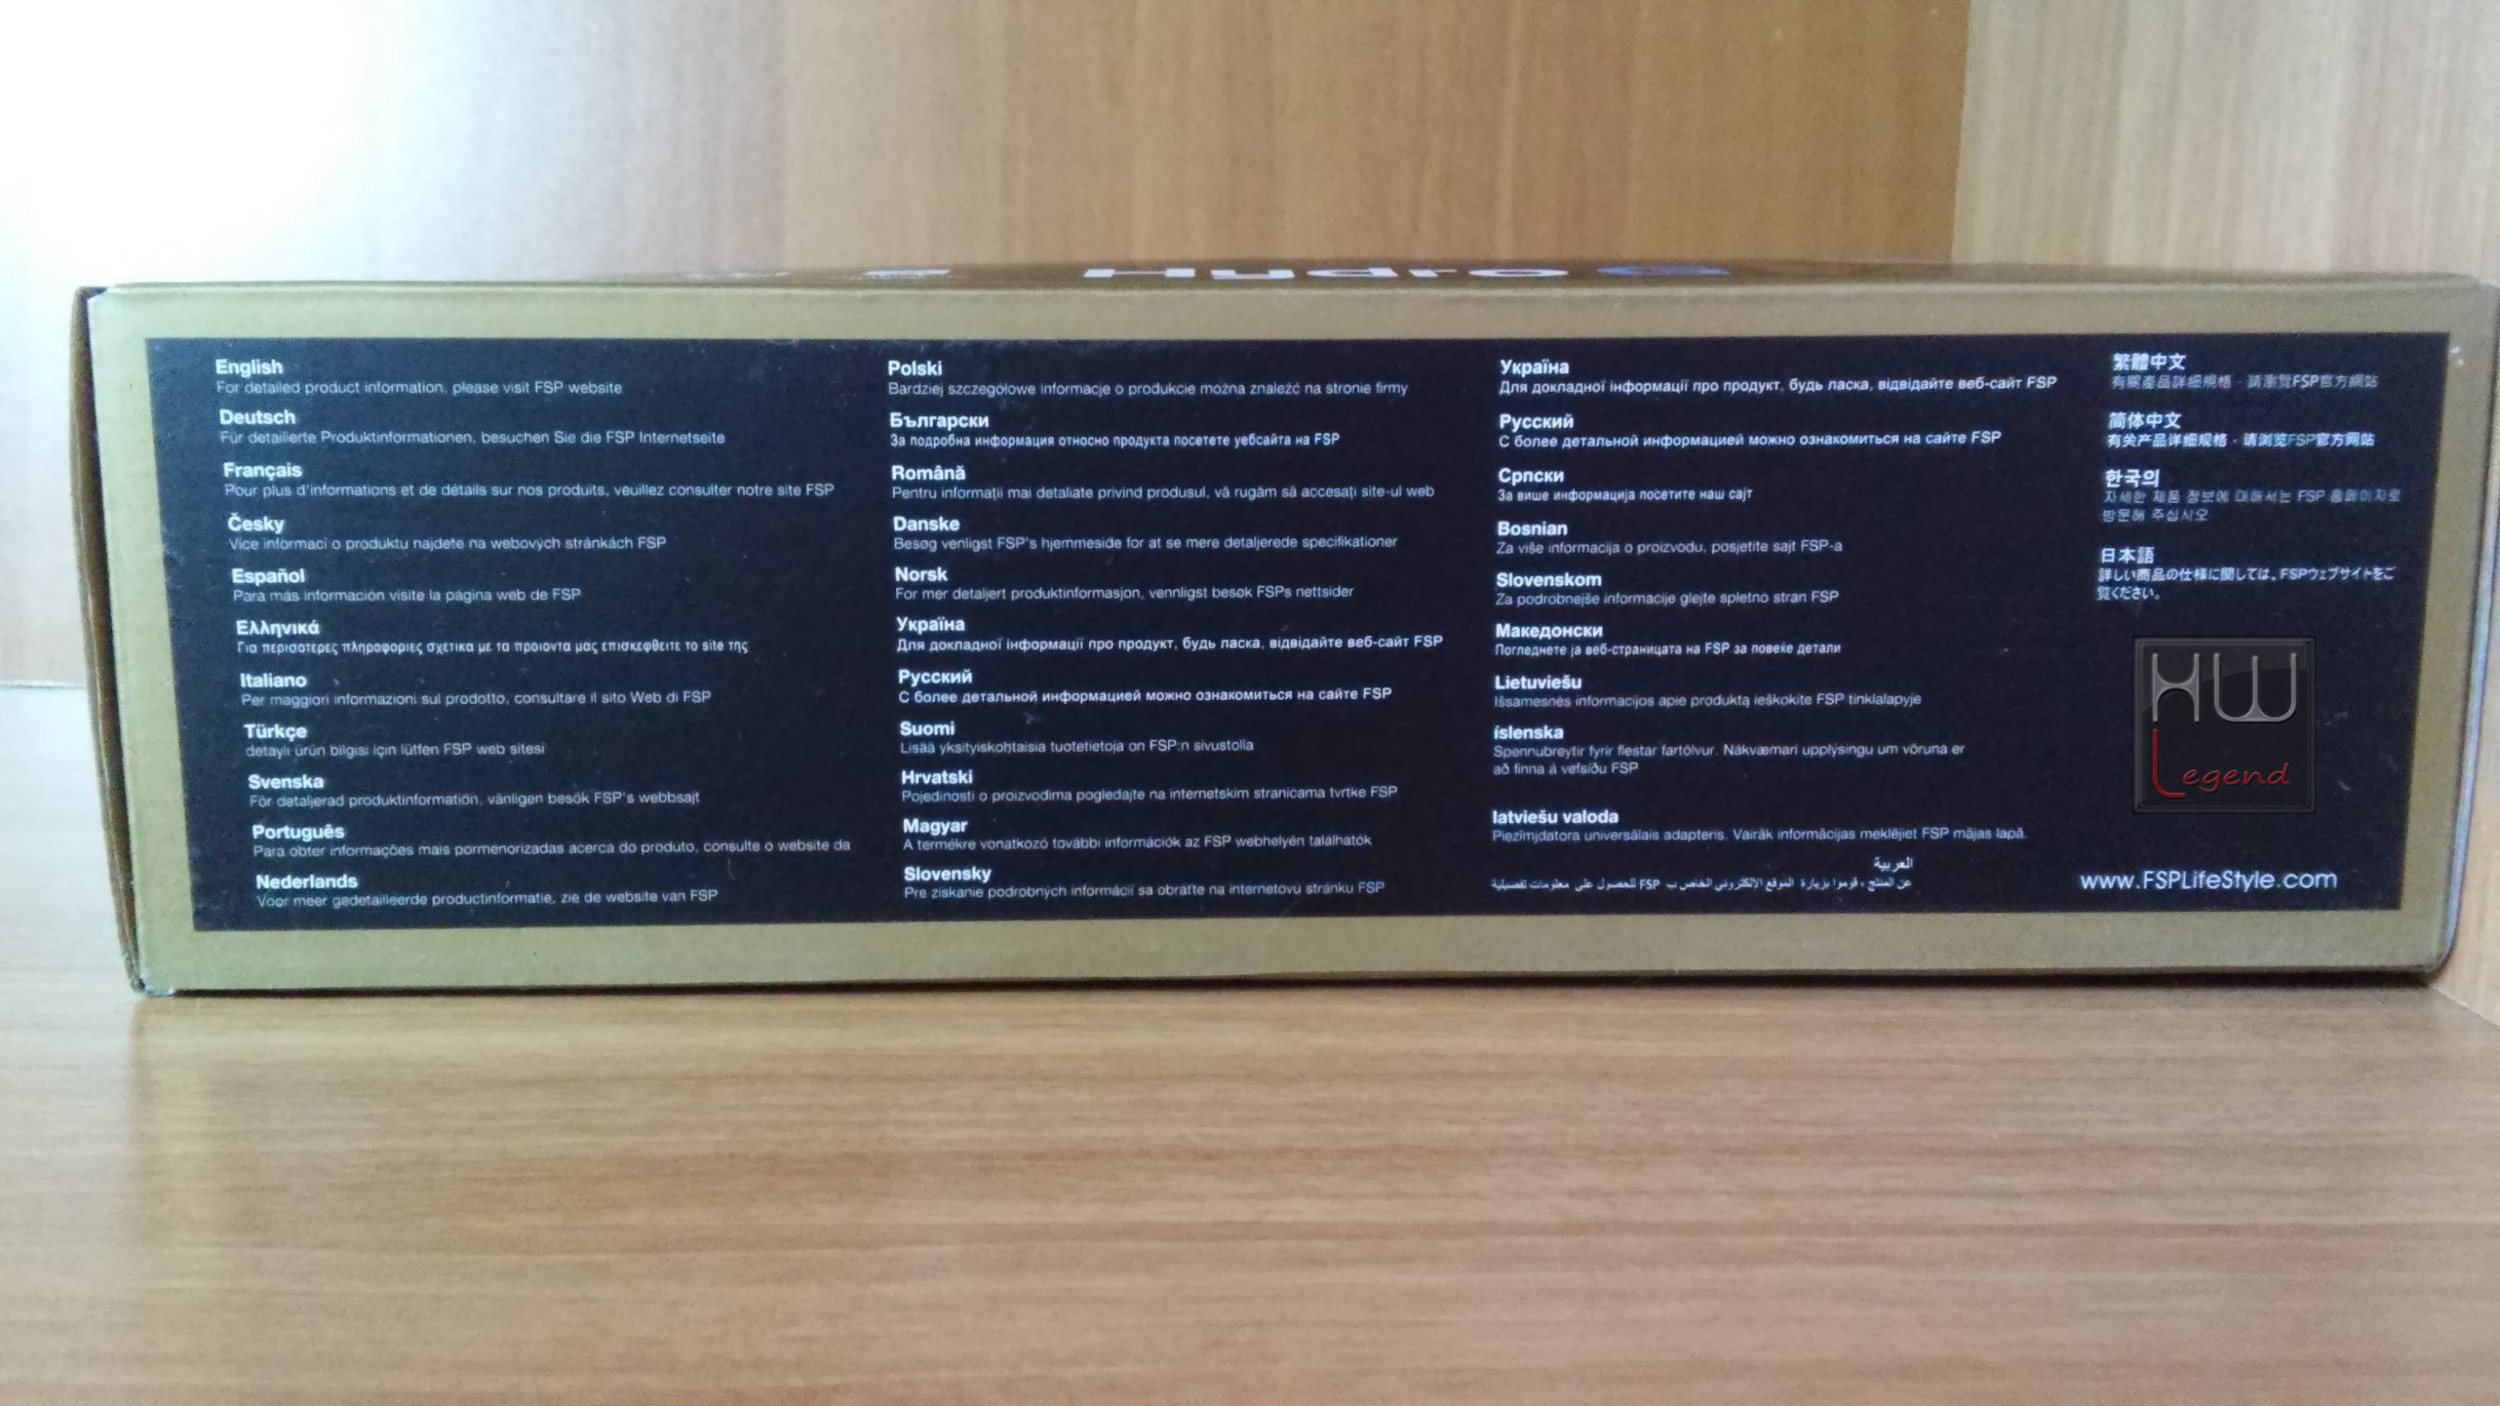 Hydro G
English
For detailed product information, please visit FSP website
Deutsch
Für detailierte Produktinformationen, besuchen Sie die FSP Internetseite
Français
Pour plus d'informations et de détails sur nos produits, veuillez consulter notre site FSP
Česky
Více informací o produktu najdete na webových stránkách FSP
Español
Para más información visite la página web de FSP
Ελληνικά
Για περισοτερες πληροφοριες σχετικα με τα προιοντα μας επισκεφθειτε το site της
Italiano
Per maggiori informazioni sul prodotto, consultare il sito Web di FSP
Türkçe
detaylı ürün bilgisi için lütfen FSP web sitesi
Svenska
För detaljerad produktinformation, vänligen besök FSP's webbsajt
Português
Para obter informações mais pormenorizadas acerca do produto, consulte o website da
Nederlands
Voor meer gedetailleerde productinformatie, zie de website van FSP
Polski
Bardziej szczegółowe informacje o produkcie można znaleźć na stronie firmy
Български
За подробна информация относно продукта посетете уебсайта на FSP
Română
Pentru informații mai detaliate privind produsul, vă rugăm să accesați site-ul web
Danske
Besøg venligst FSP's hjemmeside for at se mere detaljerede specifikationer
Norsk
For mer detaljert produktinformasjon, vennligst besøk FSPs nettsider
Україна
Для докладної інформації про продукт, будь ласка, відвідайте веб-сайт FSP
Русский
С более детальной информацией можно ознакомиться на сайте FSP
Suomi
Lisää yksityiskohtaisia tuotetietoja on FSP:n sivustolla
Hrvatski
Pojedinosti o proizvodima pogledajte na internetskim stranicama tvrtke FSP
Magyar
A termékre vonatkozó további információk az FSP webhelyén találhatók
Slovensky
Pre získanie podrobných informácií sa obráťte na internetovú stránku FSP
Україна
Для докладної інформації про продукт, будь ласка, відвідайте веб-сайт FSP
Русский
С более детальной информацией можно ознакомиться на сайте FSP
Српски
За више информација посетите наш сајт
Bosnian
Za više informacija o proizvodu, posjetite sajt FSP-a
Slovenskom
Za podrobnejše informacije glejte spletno stran FSP
Македонски
Погледнете ја веб-страницата на FSP за повеќе детали
Lietuviešu
Išsamesnės informacijos apie produktą ieškokite FSP tinklalapyje
íslenska
Spennubreytir fyrir flestar fartölvur. Nákvæmari upplýsingu um vöruna er
að finna á vefsíðu FSP
latviešu valoda
Piezīmjdatora universālais adapteris. Vairāk informācijas meklējiet FSP mājas lapā.
العربية
عن المنتج ، قوموا بزيارة الموقع الالكتروني الخاص ب FSP للحصول على معلومات تفصيلية
繁體中文
有關產品詳細規格，請瀏覽FSP官方網站
简体中文
有关产品详细规格，请浏览FSP官方网站
한국의
자세한 제품 정보에 대해서는 FSP 홈페이지로
방문해 주십시오
日本語
詳しい商品の仕様に関しては、FSPウェブサイトをご
覧ください。
HW
Legend
www.FSPLifeStyle.com